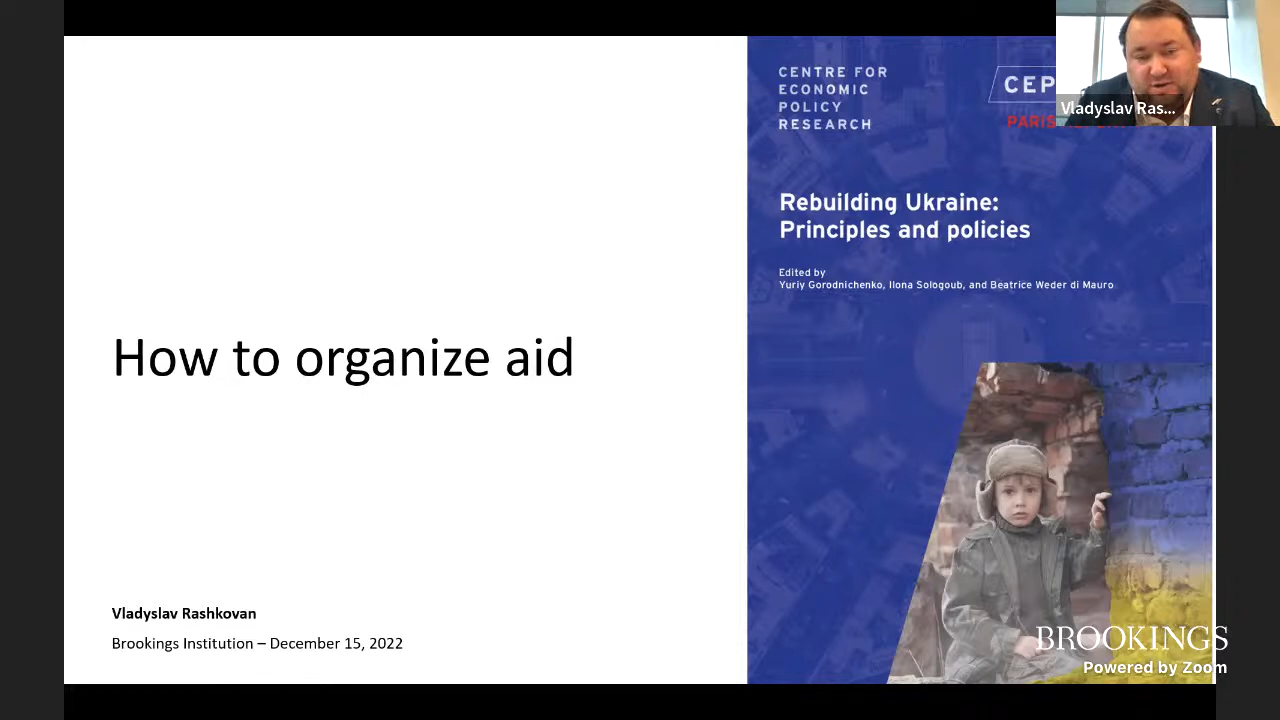 CENTRE FOR
ECONOMIC
POLICY
RESEARCH
CEP
PARIS
Vladyslav Ras...
Rebuilding Ukraine:
Principles and policies
Edited by
Yuriy Gorodnichenko, Ilona Sologoub, and Beatrice Weder di Mauro
How to organize aid
Vladyslav Rashkovan
Brookings Institution – December 15, 2022
BROOKINGS
Powered by Zoom